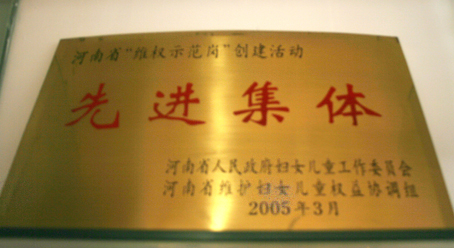 河南省“维权示范岗”创建活动
先进集体
河南省人民政府妇女儿童工作委员会
河南省维护妇女儿童权益协调组
2005年3月